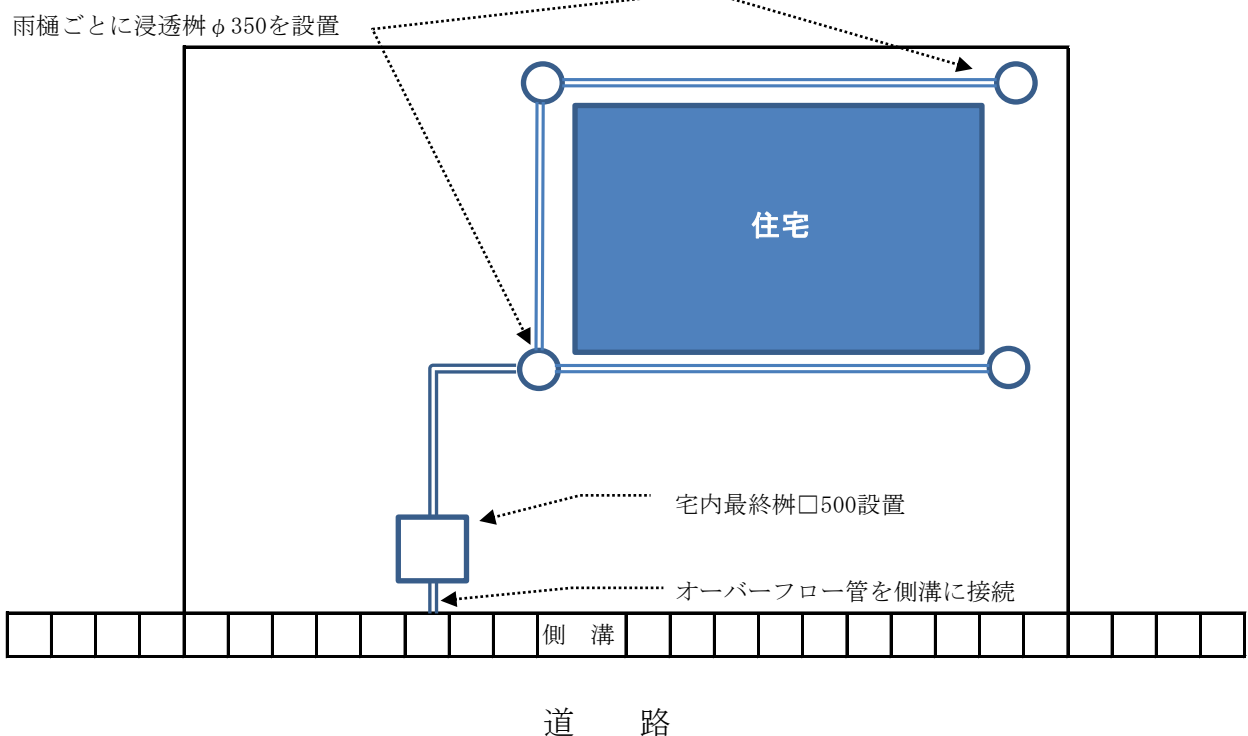 雨樋ごとに浸透桝φ350を設置
住宅
宅内最終桝□500設置
オーバーフロー管を側溝に接続
側　溝
道　路